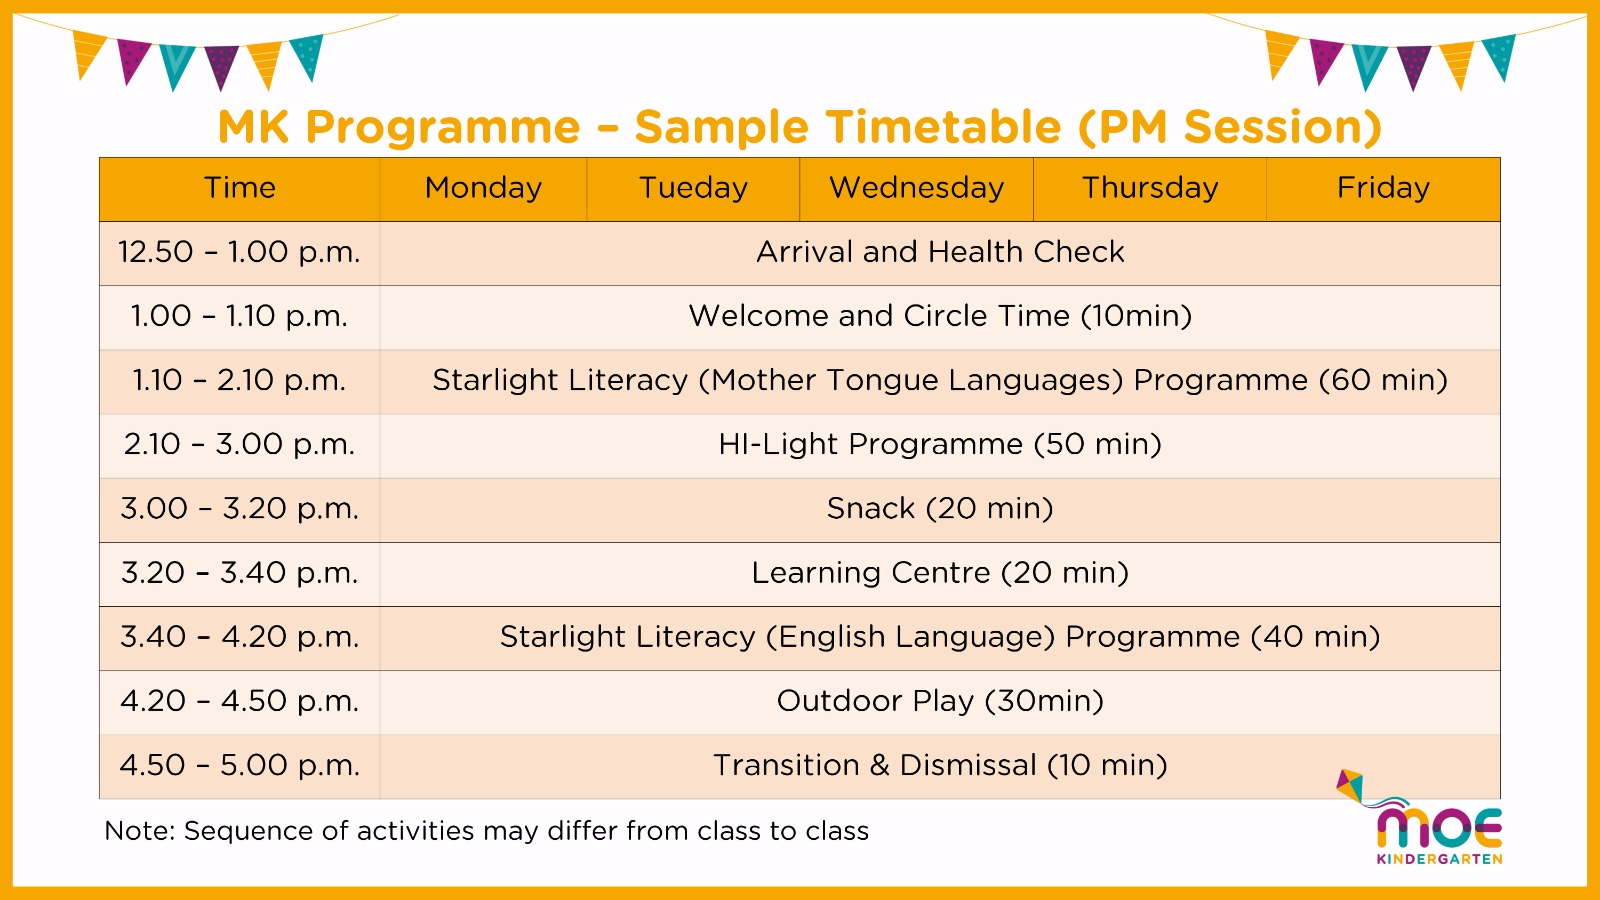 MK Programme – Sample Timetable (PM Session)
Time Monday Tueday Wednesday Thursday Friday
12.50 – 1.00 p.m. Arrival and Health Check
1.00 – 1.10 p.m. Welcome and Circle Time (10min)
1.10 – 2.10 p.m. Starlight Literacy (Mother Tongue Languages) Programme (60 min)
2.10 – 3.00 p.m. HI-Light Programme (50 min)
3.00 – 3.20 p.m. Snack (20 min)
3.20 – 3.40 p.m. Learning Centre (20 min)
3.40 – 4.20 p.m. Starlight Literacy (English Language) Programme (40 min)
4.20 – 4.50 p.m. Outdoor Play (30min)
4.50 – 5.00 p.m. Transition & Dismissal (10 min)
Note: Sequence of activities may differ from class to class
moe
KINDERGARTEN